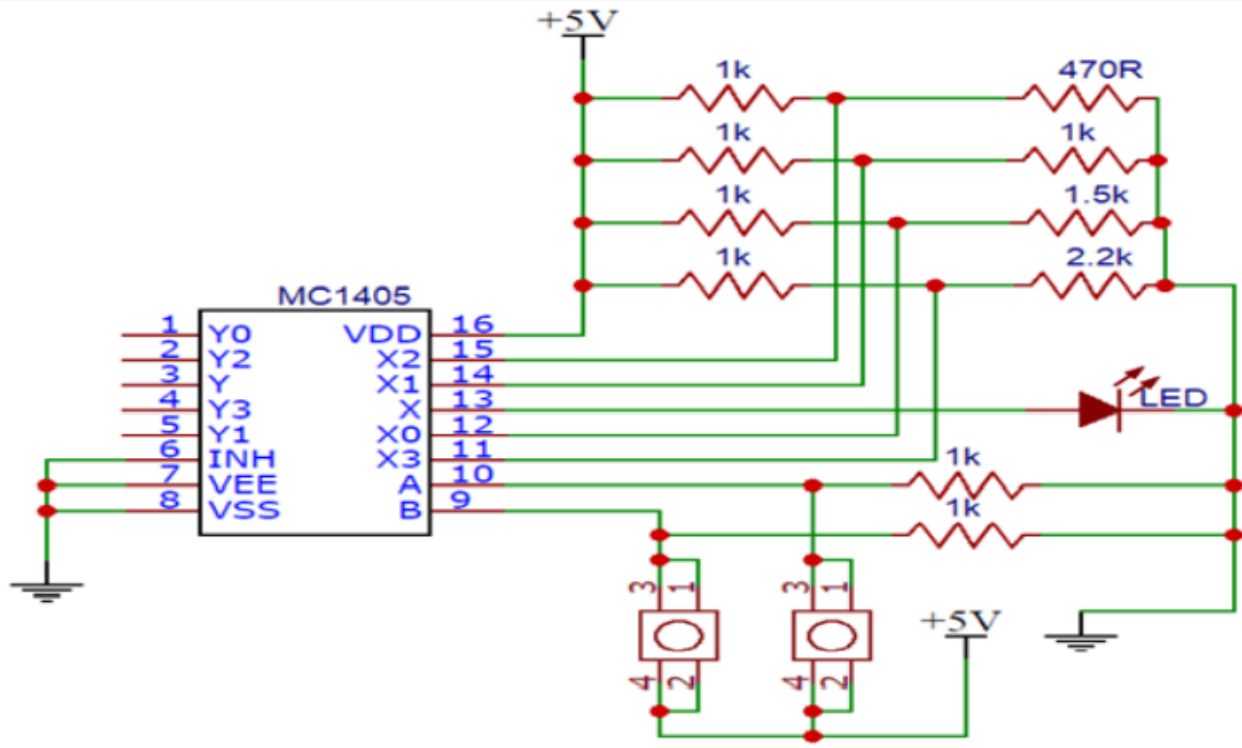 +5V
1k 470R
1k 1k
1k 1.5k
1k 2.2k
MC1405
1 Y0 VDD 16
2 Y2 X2 15
3 Y X1 14
4 Y3 X 13
LED
5 Y1 X0 12
6 INH X3 11
7 VEE A 10
8 VSS B 9
1k
1k
3 1 3 1
+5V
4 2 4 2